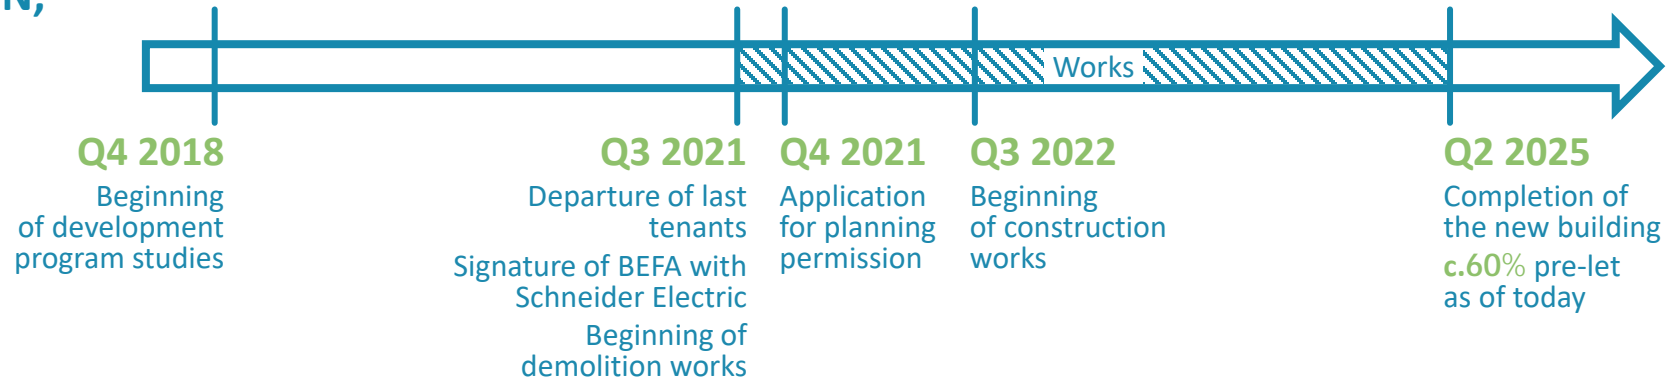 N,
Works
Q4 2018
Beginning
of development
program studies
Q3 2021
Departure of last
tenants
Signature of BEFA with
Schneider Electric
Beginning of
demolition works
Q4 2021
Application
for planning
permission
Q3 2022
Beginning
of construction
works
Q2 2025
Completion of
the new building
c.60% pre-let
as of today